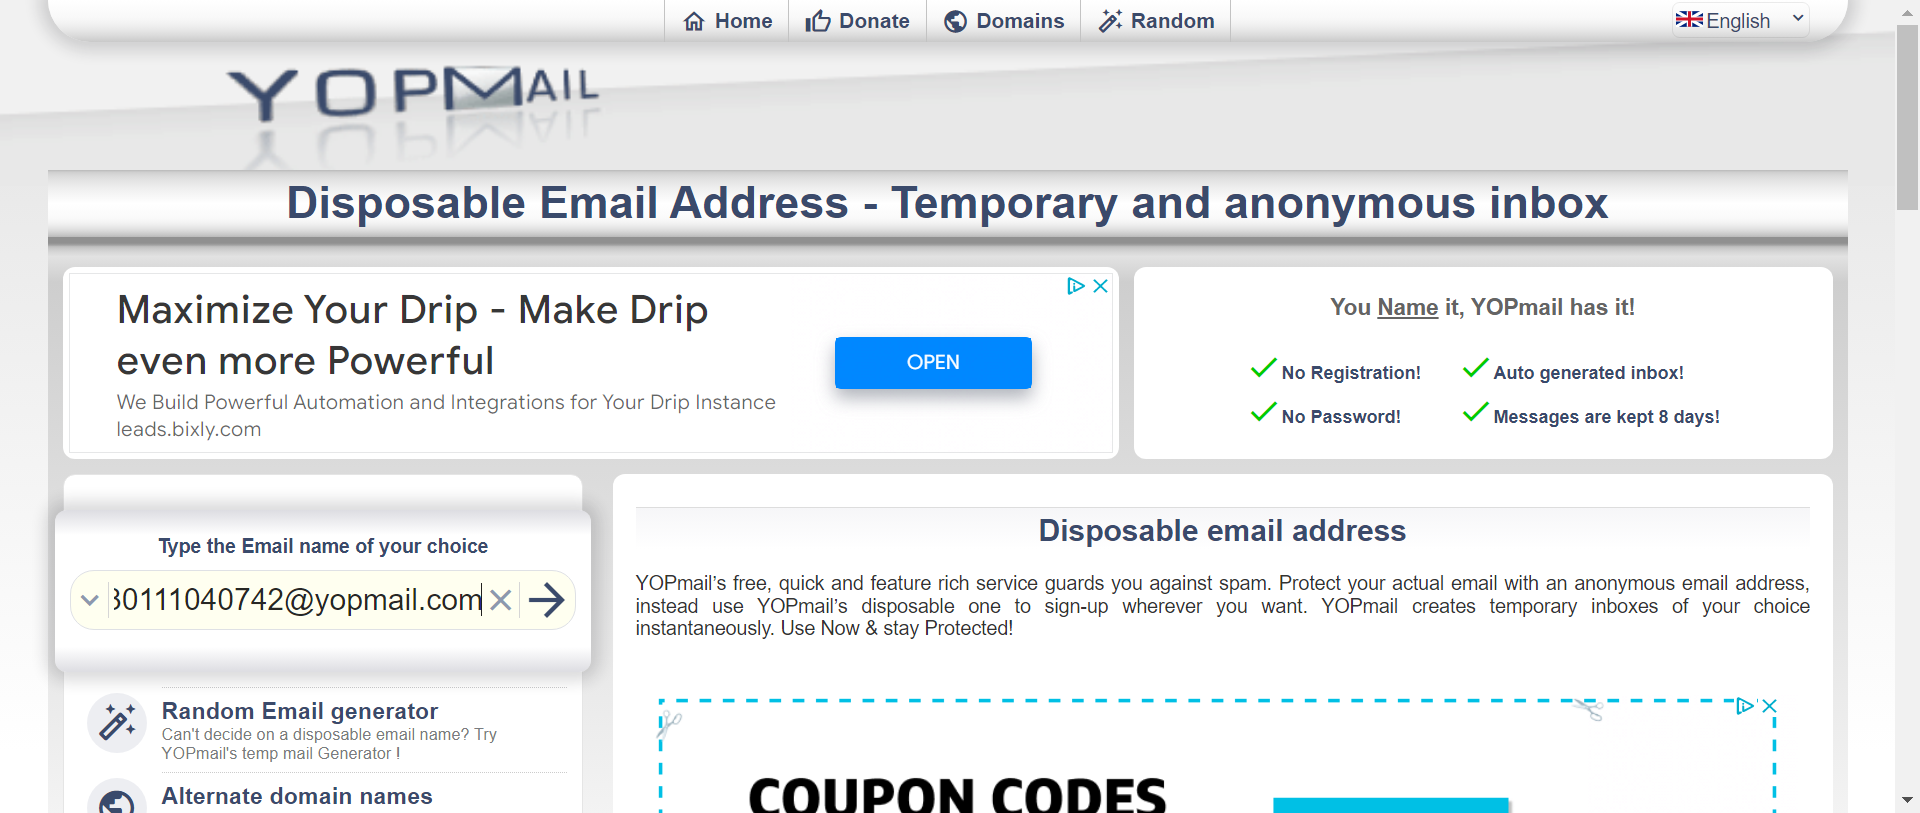 Home
Donate
Domains
Random
English
YOPMAIL
Disposable Email Address - Temporary and anonymous inbox
Maximize Your Drip - Make Drip
even more Powerful
We Build Powerful Automation and Integrations for Your Drip Instance
leads.bixly.com
OPEN
You Name it, YOPmail has it!
No Registration!
Auto generated inbox!
No Password!
Messages are kept 8 days!
Type the Email name of your choice
30111040742@yopmail.com
Random Email generator
Can't decide on a disposable email name? Try
YOPmail's temp mail Generator !
Alternate domain names
Disposable email address
YOPmail's free, quick and feature rich service guards you against spam. Protect your actual email with an anonymous email address,
instead use YOPmail's disposable one to sign-up wherever you want. YOPmail creates temporary inboxes of your choice
instantaneously. Use Now & stay Protected!
COUPON CODES